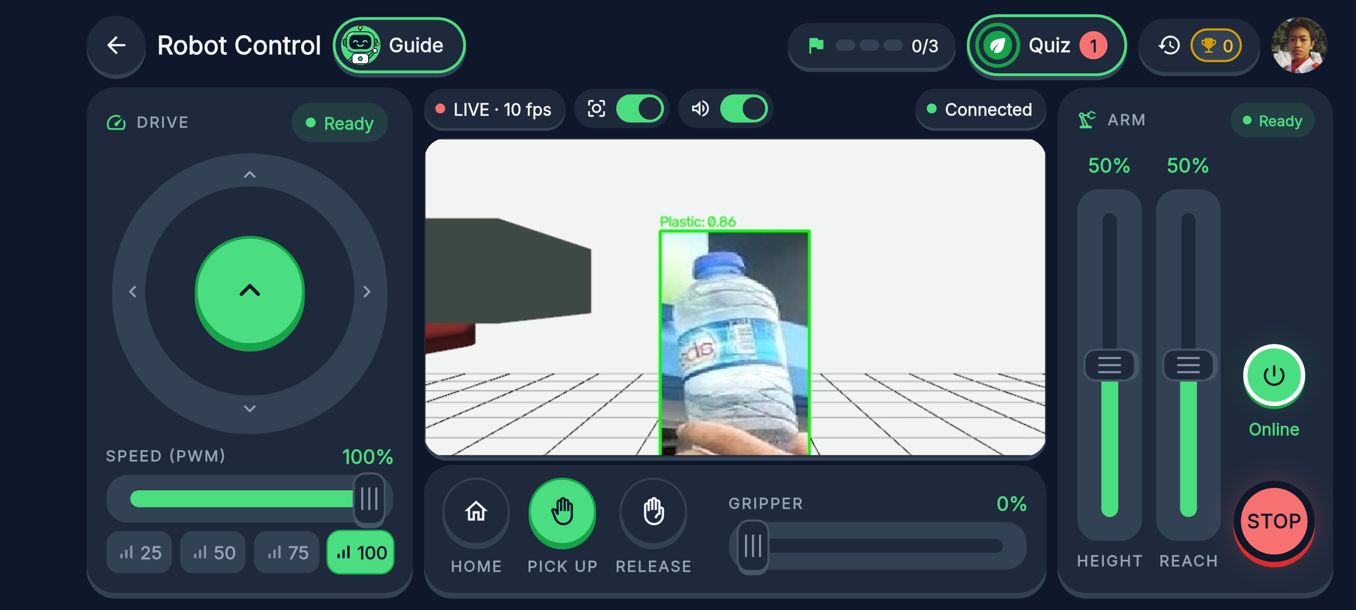 Robot Control
Guide
0/3
Quiz 1
0
DRIVE
Ready
SPEED (PWM)
100%
25
50
75
100
LIVE · 10 fps
Connected
Plastic: 0.86
HOME
PICK UP
RELEASE
GRIPPER
0%
ARM
Ready
50%
50%
HEIGHT
REACH
Online
STOP